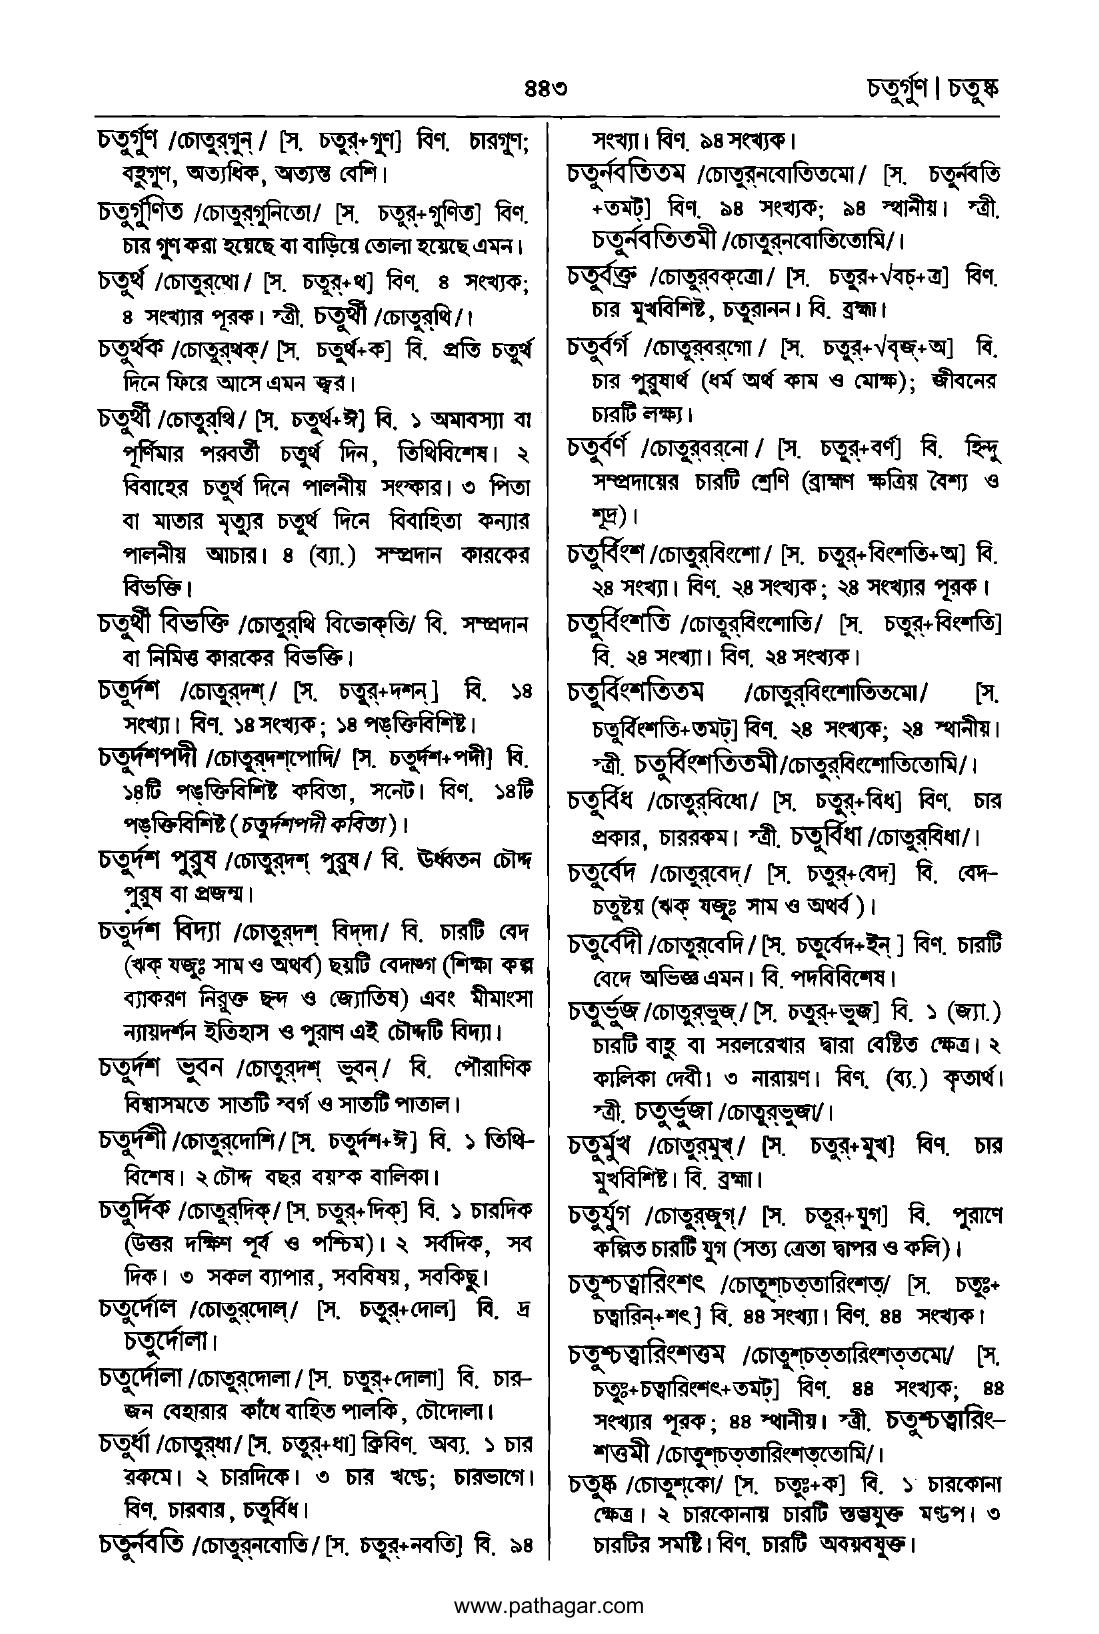 ৪৪৩
চতুর্গুণ | চতুষ্ক
চতুর্গুণ /চোতুর্‌গুন্‌/ [স. চতুর্‌+গুণ] বিণ. চারগুণ;
বহুগুণ, অত্যধিক, অত্যন্ত বেশি।
চতুর্গুণিত /চোতুর্‌গুনিতো/ [স. চতুর্‌+গুণিত] বিণ.
চার গুণ করা হয়েছে বা বাড়িয়ে তোলা হয়েছে এমন।
চতুর্থ /চোতুর্‌থো/ [স. চতুর্‌+থ] বিণ. ৪ সংখ্যক;
৪ সংখ্যার পূরক। স্ত্রী. চতুর্থী /চোতুর্‌থি/।
চতুর্থক /চোতুর্‌থক্‌/ [স. চতুর্থ+ক] বি. প্রতি চতুর্থ
দিনে ফিরে আসে এমন জ্বর।
চতুর্থী /চোতুর্‌থি/ [স. চতুর্থ+ঈ] বি. ১ অমাবস্যা বা
পূর্ণিমার পরবর্তী চতুর্থ দিন, তিথিবিশেষ। ২
বিবাহের চতুর্থ দিনে পালনীয় সংস্কার। ৩ পিতা
বা মাতার মৃত্যুর চতুর্থ দিনে বিবাহিতা কন্যার
পালনীয় আচার। ৪ (ব্যা.) সম্প্রদান কারকের
বিভক্তি।
চতুর্থী বিভক্তি /চোতুর্‌থি বিভোক্‌তি/ বি. সম্প্রদান
বা নিমিত্ত কারকের বিভক্তি।
চতুর্দশ /চোতুর্‌দশ্‌/ [স. চতুর্‌+দশন্‌] বি. ১৪
সংখ্যা। বিণ. ১৪ সংখ্যক; ১৪ পঙ্‌ক্তিবিশিষ্ট।
চতুর্দশপদী /চোতুর্‌দশ্‌পোদি/ [স. চতুর্দশ+পদী] বি.
১৪টি পঙ্‌ক্তিবিশিষ্ট কবিতা, সনেট। বিণ. ১৪টি
পঙ্‌ক্তিবিশিষ্ট (চতুর্দশপদী কবিতা)।
চতুর্দশ পুরুষ /চোতুর্‌দশ্‌ পুরুষ/ বি. ঊর্ধ্বতন চৌদ্দ
পুরুষ বা প্রজন্ম।
চতুর্দশ বিদ্যা /চোতুর্‌দশ্‌ বিদ্‌দা/ বি. চারটি বেদ
(ঋক্‌ যজুঃ সাম ও অথর্ব) ছয়টি বেদাঙ্গ (শিক্ষা কল্প
ব্যাকরণ নিরুক্ত ছন্দ ও জ্যোতিষ) এবং মীমাংসা
ন্যায়দর্শন ইতিহাস ও পুরাণ এই চৌদ্দটি বিদ্যা।
চতুর্দশ ভুবন /চোতুর্‌দশ্‌ ভুবন্‌/ বি. পৌরাণিক
বিশ্বাসমতে সাতটি স্বর্গ ও সাতটি পাতাল।
চতুর্দশী /চোতুর্‌দোশি/ [স. চতুর্দশ+ঈ] বি. ১ তিথি-
বিশেষ। ২ চৌদ্দ বছর বয়স্ক বালিকা।
চতুর্দিক /চোতুর্‌দিক্‌/ [স. চতুর্‌+দিক্‌] বি. ১ চারদিক
(উত্তর দক্ষিণ পূর্ব ও পশ্চিম)। ২ সর্বদিক, সব
দিক। ৩ সকল ব্যাপার, সববিষয়, সবকিছু।
চতুর্দোল /চোতুর্‌দোল্‌/ [স. চতুর্‌+দোল] বি. দ্র
চতুর্দোলা।
চতুর্দোলা /চোতুর্‌দোলা/ [স. চতুর্‌+দোলা] বি. চার-
জন বেহারার কাঁধে বাহিত পালকি, চৌদোলা।
চতুর্ধা /চোতুর্‌ধা/ [স. চতুর্‌+ধা] ক্রিবিণ. অব্য. ১ চার
রকমে। ২ চারদিকে। ৩ চার খণ্ডে; চারভাগে।
বিণ. চারবার, চতুর্বিধ।
চতুর্নবতি /চোতুর্‌নবোতি/ [স. চতুর্‌+নবতি] বি. ৯৪
সংখ্যা। বিণ. ৯৪ সংখ্যক।
চতুর্নবতিতম /চোতুর্‌নবোতিতমো/ [স. চতুর্নবতি
+তমট্‌] বিণ. ৯৪ সংখ্যক; ৯৪ স্থানীয়। স্ত্রী.
চতুর্নবতিতমী /চোতুর্‌নবোতিতোমি/।
চতুর্বক্ত্র /চোতুর্‌বক্‌ত্রো/ [স. চতুর্‌+√বচ্‌+ত্র] বিণ.
চার মুখবিশিষ্ট, চতুরানন। বি. ব্রহ্মা।
চতুর্বর্গ /চোতুর্‌বর্‌গো/ [স. চতুর্‌+√বৃজ্‌+অ] বি.
চার পুরুষার্থ (ধর্ম অর্থ কাম ও মোক্ষ); জীবনের
চারটি লক্ষ্য।
চতুর্বর্ণ /চোতুর্‌বর্‌নো/ [স. চতুর্‌+বর্ণ] বি. হিন্দু
সম্প্রদায়ের চারটি শ্রেণি (ব্রাহ্মণ ক্ষত্রিয় বৈশ্য ও
শূদ্র)।
চতুর্বিংশ /চোতুর্‌বিংশো/ [স. চতুর্‌+বিংশতি+অ] বি.
২৪ সংখ্যা। বিণ. ২৪ সংখ্যক; ২৪ সংখ্যার পূরক।
চতুর্বিংশতি /চোতুর্‌বিংশোতি/ [স. চতুর্‌+বিংশতি]
বি. ২৪ সংখ্যা। বিণ. ২৪ সংখ্যক।
চতুর্বিংশতিতম /চোতুর্‌বিংশোতিতমো/ [স.
চতুর্বিংশতি+তমট্‌] বিণ. ২৪ সংখ্যক; ২৪ স্থানীয়।
স্ত্রী. চতুর্বিংশতিতমী /চোতুর্‌বিংশোতিতোমি/।
চতুর্বিধ /চোতুর্‌বিধো/ [স. চতুর্‌+বিধ] বিণ. চার
প্রকার, চাররকম। স্ত্রী. চতুর্বিধা /চোতুর্‌বিধা/।
চতুর্বেদ /চোতুর্‌বেদ্‌/ [স. চতুর্‌+বেদ] বি. বেদ-
চতুষ্টয় (ঋক্‌ যজুঃ সাম ও অথর্ব)।
চতুর্বেদী /চোতুর্‌বেদি/ [স. চতুর্বেদ+ইন্‌] বিণ. চারটি
বেদে অভিজ্ঞ এমন। বি. পদবিবিশেষ।
চতুর্ভুজ /চোতুর্‌ভুজ্‌/ [স. চতুর্‌+ভুজ] বি. ১ (জ্যা.)
চারটি বাহু বা সরলরেখার দ্বারা বেষ্টিত ক্ষেত্র। ২
কালিকা দেবী। ৩ নারায়ণ। বিণ. (ব্য.) কৃতার্থ।
স্ত্রী. চতুর্ভুজা /চোতুর্‌ভুজা/।
চতুর্মুখ /চোতুর্‌মুখ্‌/ [স. চতুর্‌+মুখ] বিণ. চার
মুখবিশিষ্ট। বি. ব্রহ্মা।
চতুর্যুগ /চোতুর্‌জুগ্‌/ [স. চতুর্‌+যুগ] বি. পুরাণে
কল্পিত চারটি যুগ (সত্য ত্রেতা দ্বাপর ও কলি)।
চতুশ্চত্বারিংশৎ /চোতুশ্‌চত্‌তারিংশত্‌/ [স. চতুঃ+
চত্বারিন্‌+শৎ] বি. ৪৪ সংখ্যা। বিণ. ৪৪ সংখ্যক।
চতুশ্চত্বারিংশত্তম /চোতুশ্‌চত্‌তারিংশত্‌তমো/ [স.
চতুঃ+চত্বারিংশৎ+তমট্‌] বিণ. ৪৪ সংখ্যক; ৪৪
সংখ্যার পূরক; ৪৪ স্থানীয়। স্ত্রী. চতুশ্চত্বারিং-
শত্তমী /চোতুশ্‌চত্‌তারিংশত্‌তোমি/।
চতুষ্ক /চোতুশ্‌কো/ [স. চতুঃ+ক] বি. ১ চারকোনা
ক্ষেত্র। ২ চারকোনায় চারটি স্তম্ভযুক্ত মণ্ডপ। ৩
চারটির সমষ্টি। বিণ. চারটি অবয়বযুক্ত।
www.pathagar.com